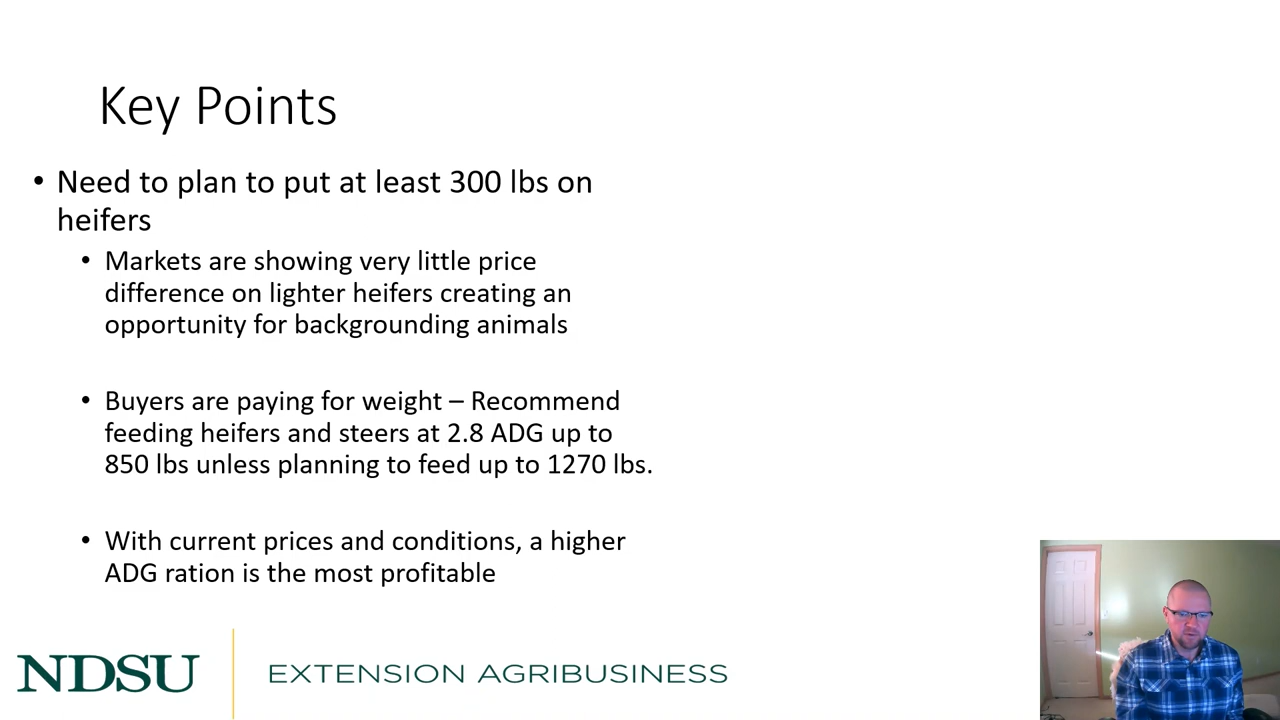 Key Points
• Need to plan to put at least 300 lbs on
heifers
• Markets are showing very little price
difference on lighter heifers creating an
opportunity for backgrounding animals
• Buyers are paying for weight – Recommend
feeding heifers and steers at 2.8 ADG up to
850 lbs unless planning to feed up to 1270 lbs.
• With current prices and conditions, a higher
ADG ration is the most profitable
NDSU EXTENSION AGRIBUSINESS